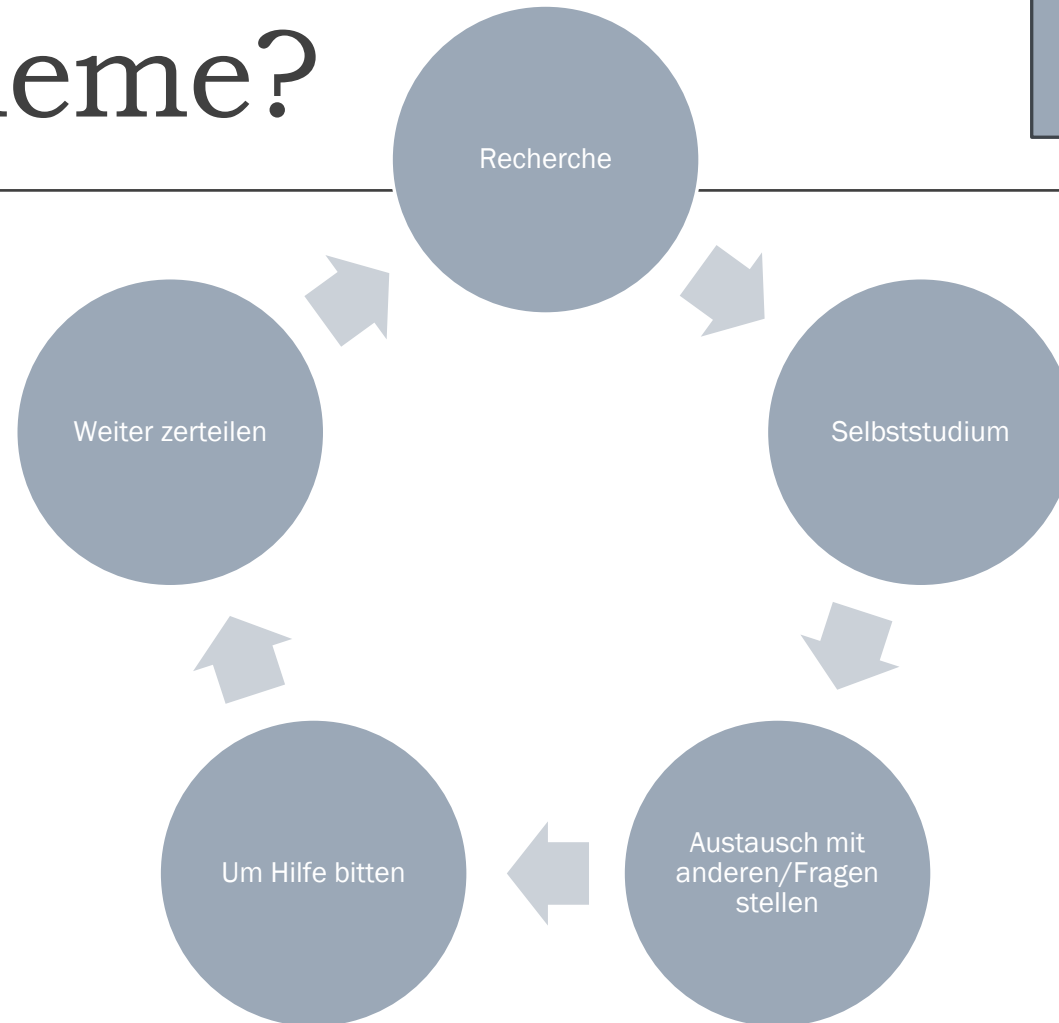 eme?
Recherche
Weiter zerteilen
Selbststudium
Austausch mit
anderen/Fragen
stellen
Um Hilfe bitten